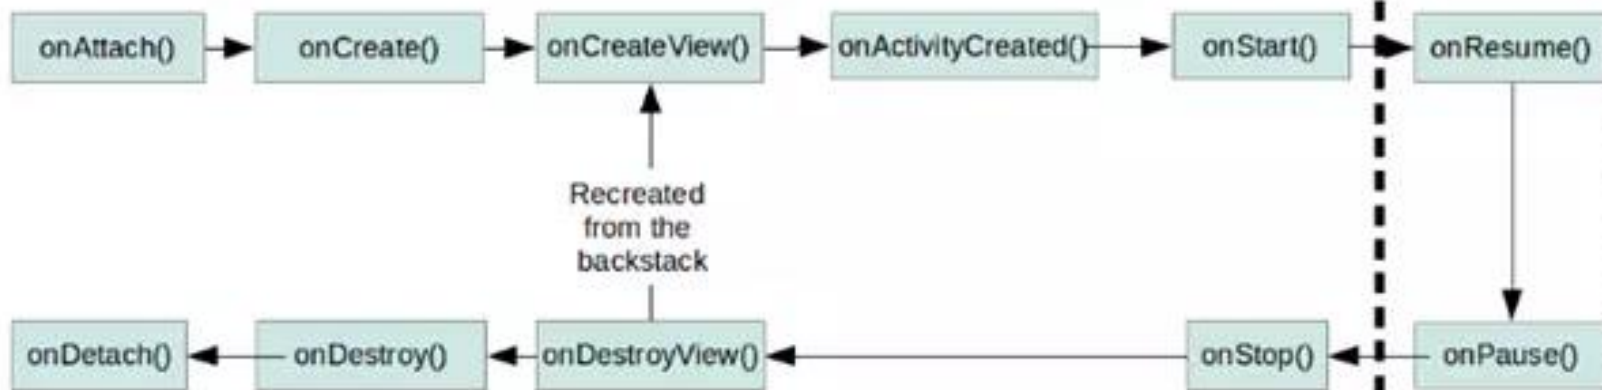 onAttach()
onCreate()
onCreateView()
onActivityCreated()
onStart()
onResume()
Recreated
from the
backstack
onDetach()
onDestroy()
onDestroyView()
onStop()
onPause()